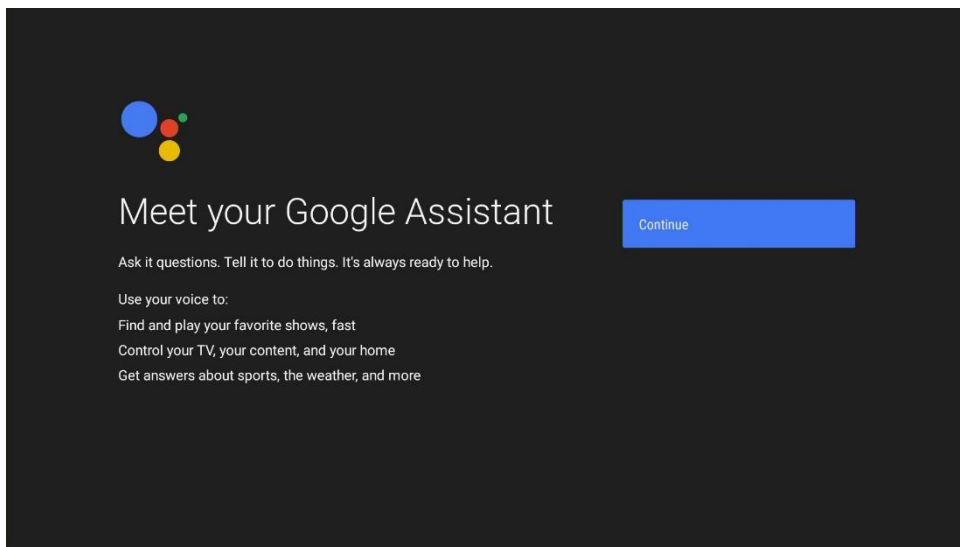 Meet your Google Assistant
Continue
Ask it questions. Tell it to do things. It's always ready to help.
Use your voice to:
Find and play your favorite shows, fast
Control your TV, your content, and your home
Get answers about sports, the weather, and more